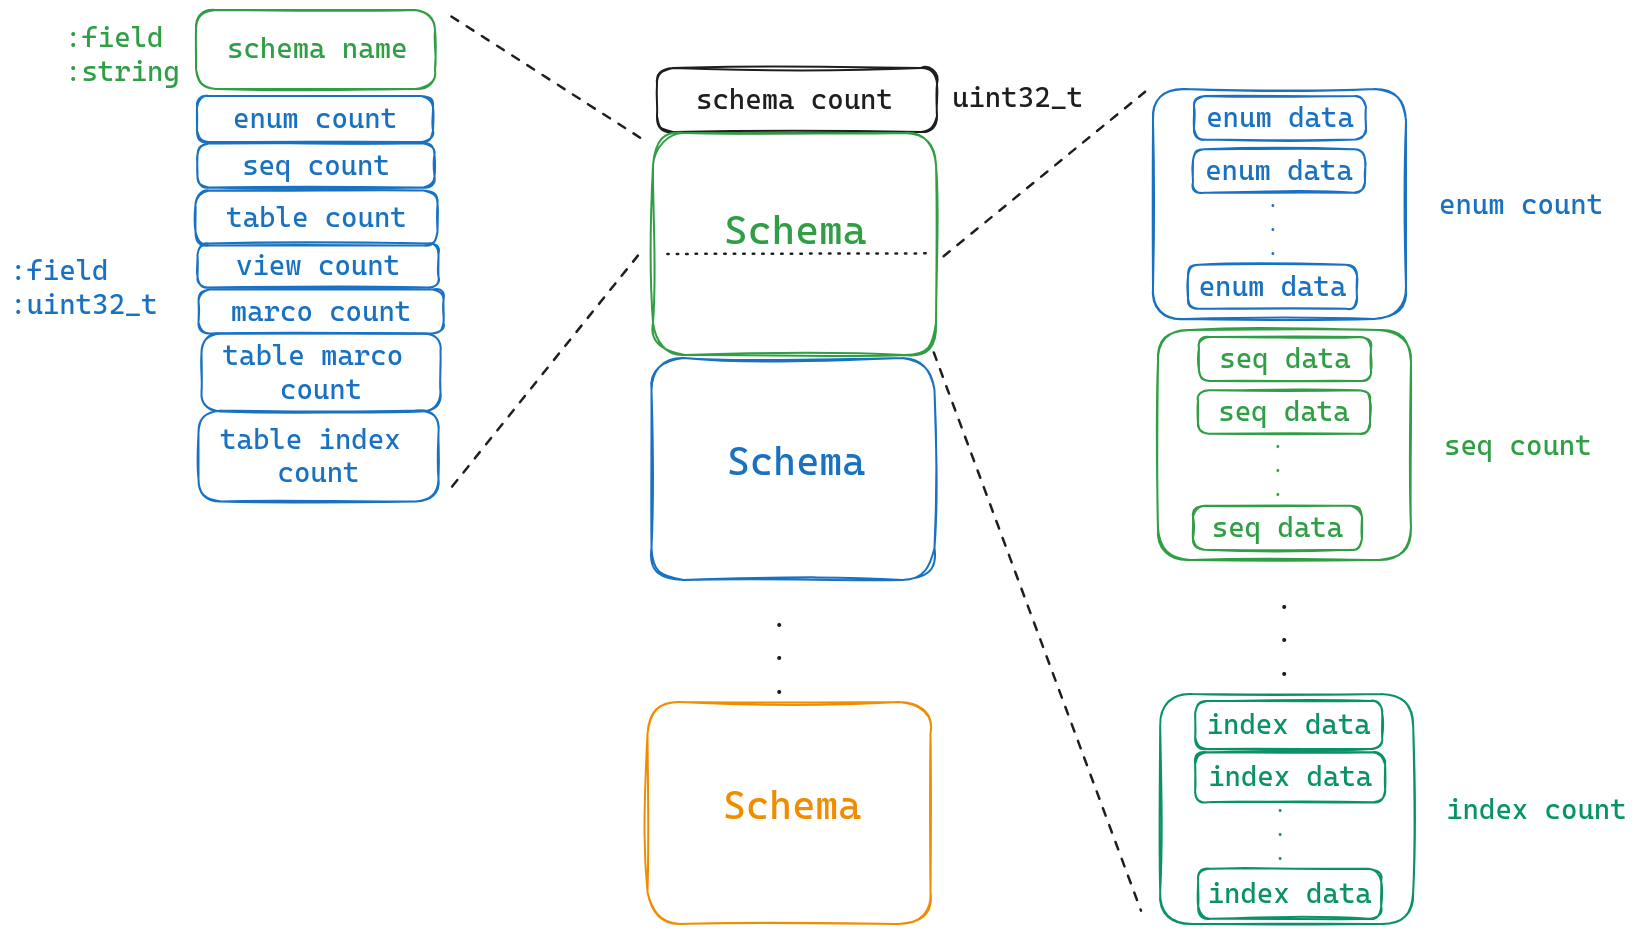 :field
:string
schema name
enum count
seq count
table count
view count
marco count
table marco
count
table index
count
:field
:uint32_t
schema count
uint32_t
Schema
Schema
Schema
enum data
enum data
enum data
enum count
seq data
seq data
seq data
seq count
index data
index data
index data
index count